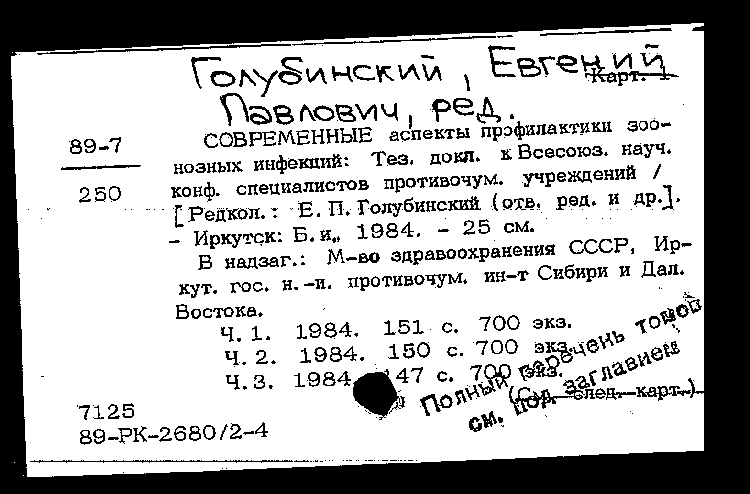 Голубинский, Евгений
Карт. 1
Павлович, ред.
89-7
250
СОВРЕМЕННЫЕ аспекты профилактики зоо-
нозных инфекций: Тез. докл. к Всесоюз. науч.
конф. специалистов противочум. учреждений /
[Редкол.: Е. П. Голубинский (отв. ред. и др.].
- Иркутск: Б.и., 1984. - 25 см.
В надзаг.: М-во здравоохранения СССР, Ир-
кут. гос. н.-и. противочум. ин-т Сибири и Дал.
Востока.
Ч. 1. 1984. 151 с. 700 экз.
Ч. 2. 1984. 150 с. 700 экз.
Ч. 3. 1984. 47 с. 700 экз.
(См. след. карт.)
Полный перечень томов
см. под заглавием
7125
89-РК-2680/2-4